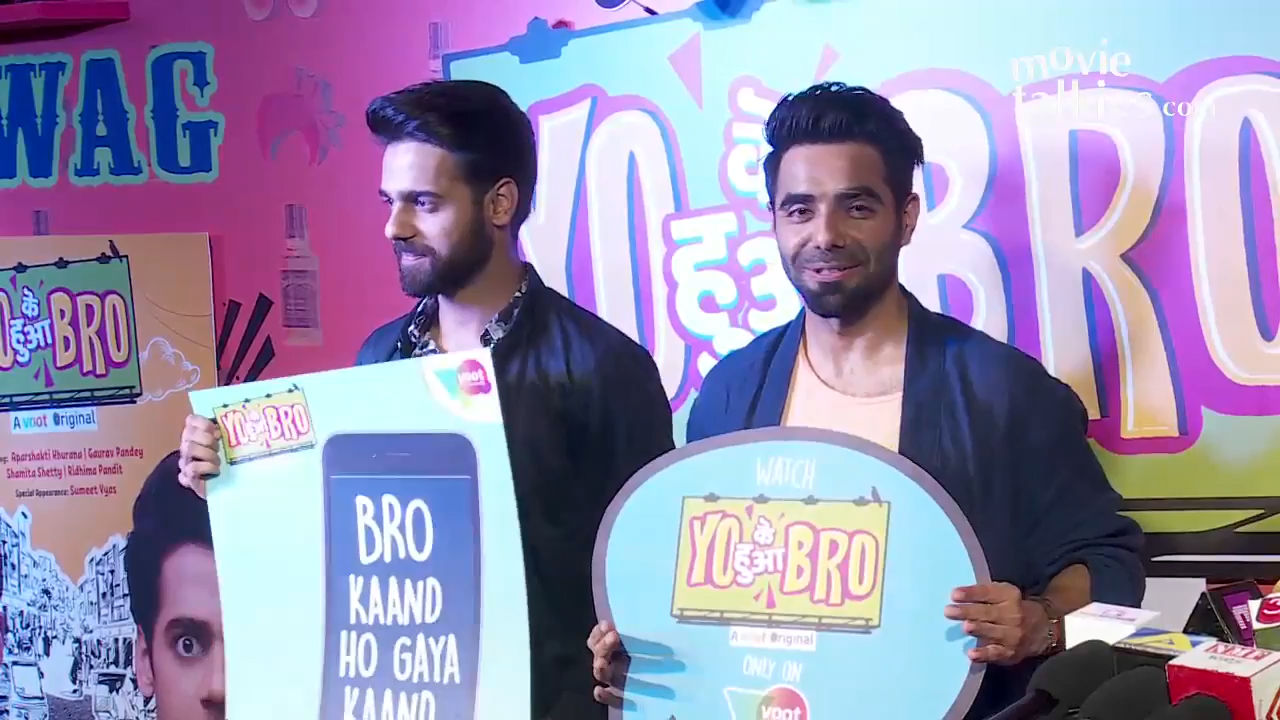 WAG
YO के हुआ BRO
movie
talkies.com
YO के हुआ BRO
A voot Original
Aparshakti Khurana | Gaurav Pandey
Shamita Shetty | Ridhima Pandit
Special Appearance: Sumeet Vyas
voot
YO के हुआ BRO
BRO
KAAND
HO GAYA
KAAND
WATCH
YO के हुआ BRO
A voot Original
ONLY ON
voot